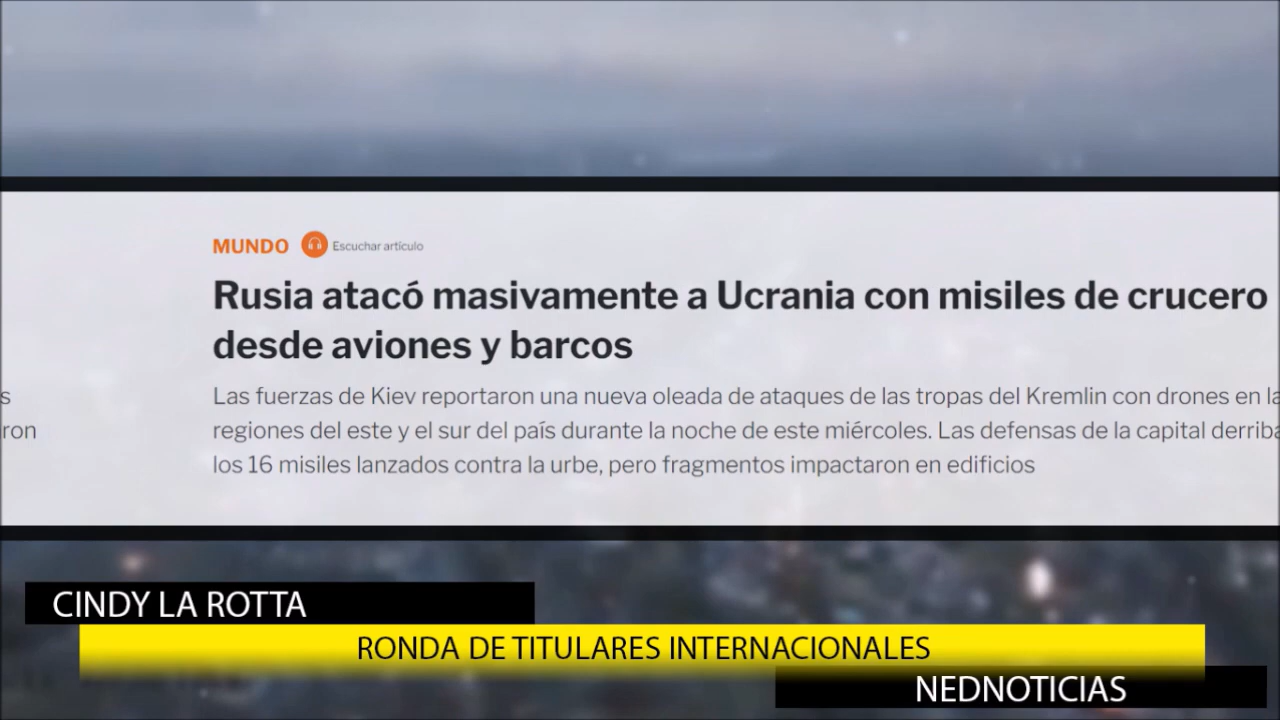 MUNDO Escuchar artículo
Rusia atacó masivamente a Ucrania con misiles de crucero
desde aviones y barcos
Las fuerzas de Kiev reportaron una nueva oleada de ataques de las tropas del Kremlin con drones en
regiones del este y el sur del país durante la noche de este miércoles. Las defensas de la capital
los 16 misiles lanzados contra la urbe, pero fragmentos impactaron en edificios
CINDY LA ROTTA
RONDA DE TITULARES INTERNACIONALES
NEDNOTICIAS